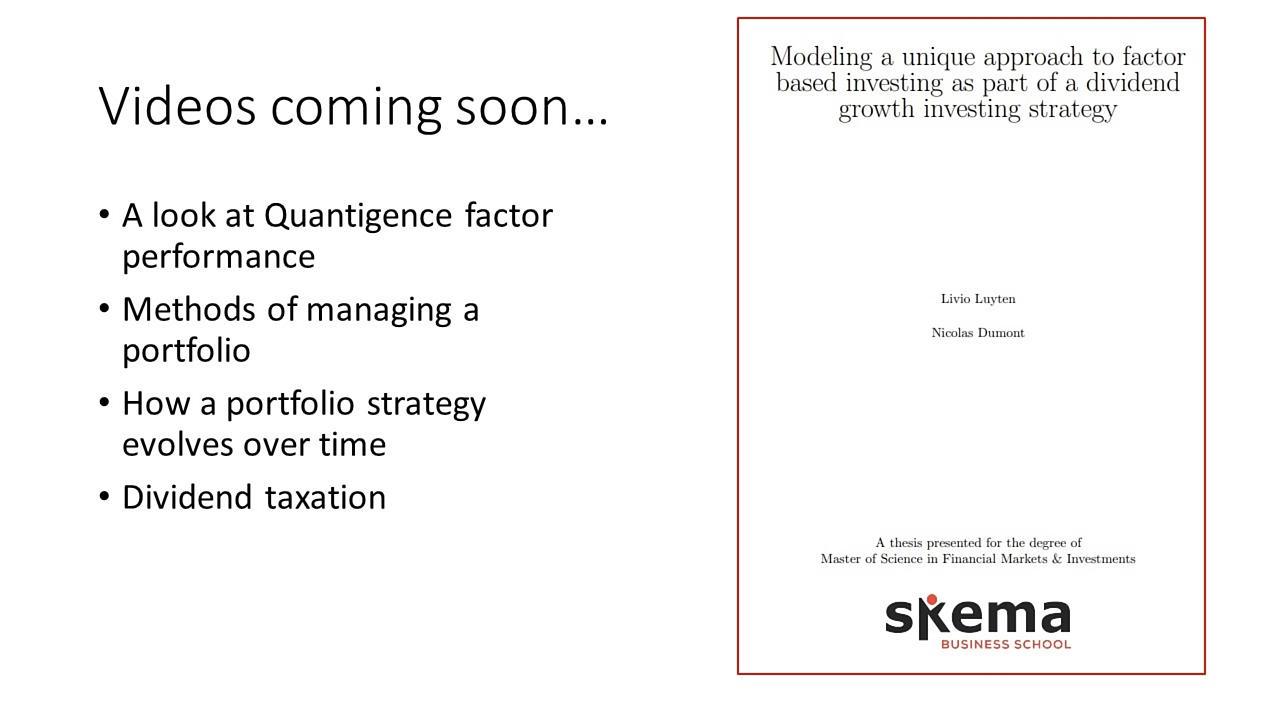 Videos coming soon…
• A look at Quantigence factor
performance
• Methods of managing a
portfolio
• How a portfolio strategy
evolves over time
• Dividend taxation
Modeling a unique approach to factor
based investing as part of a dividend
growth investing strategy
Livio Luyten
Nicolas Dumont
A thesis presented for the degree of
Master of Science in Financial Markets & Investments
skema
BUSINESS SCHOOL